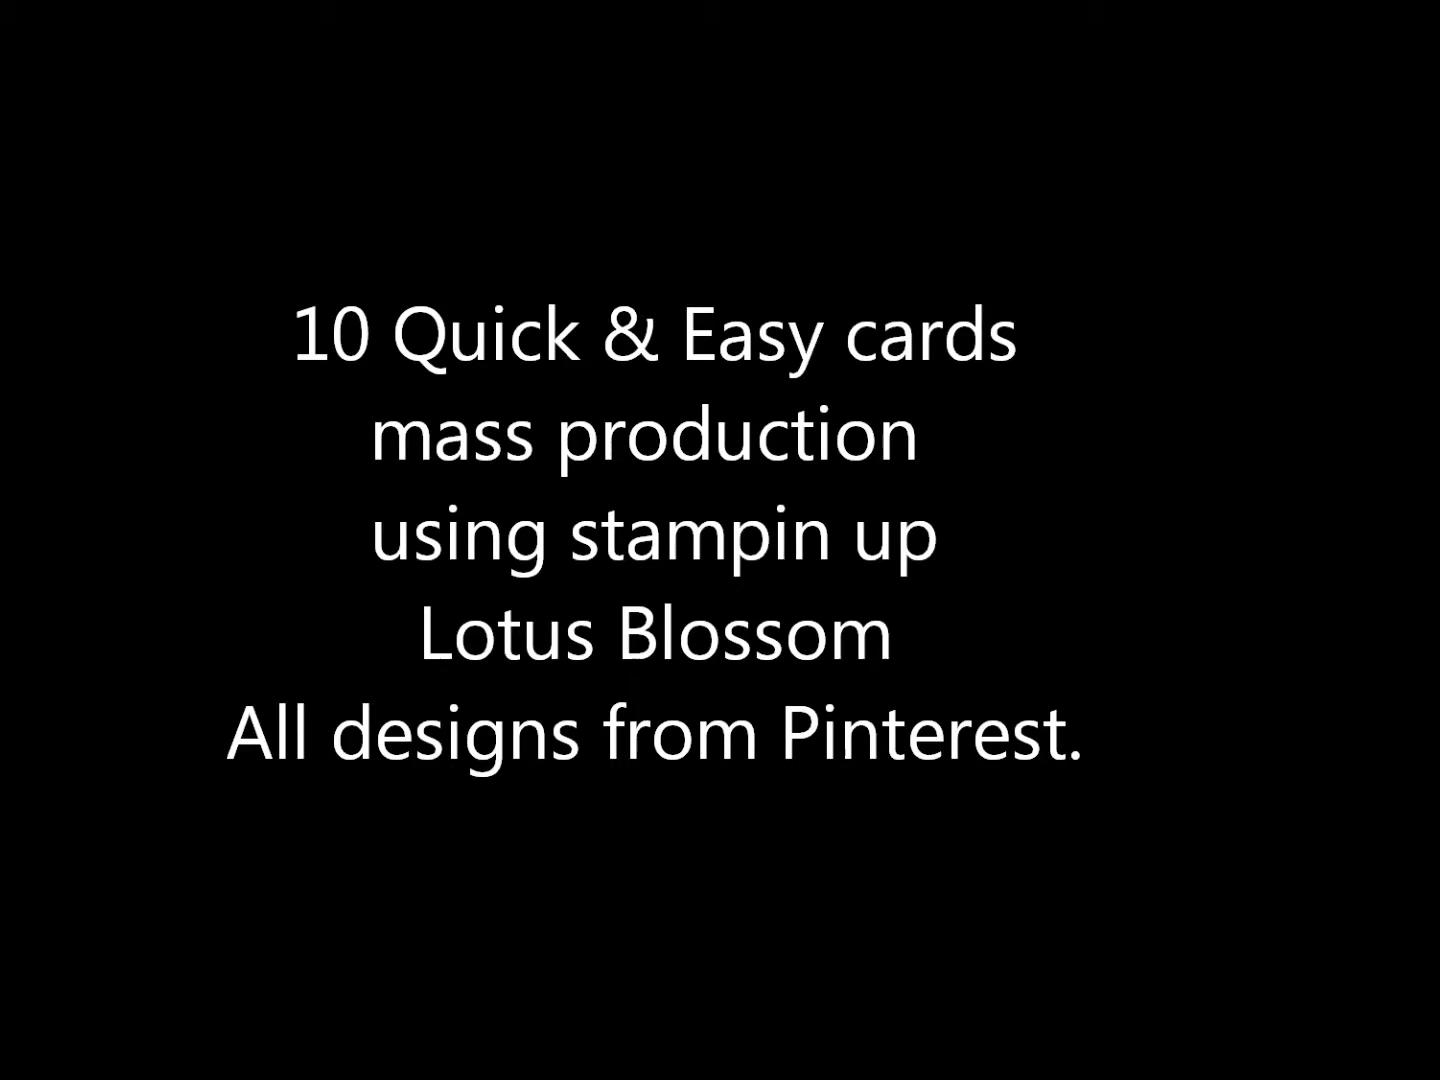 10 Quick & Easy cards
mass production
using stampin up
Lotus Blossom
All designs from Pinterest.